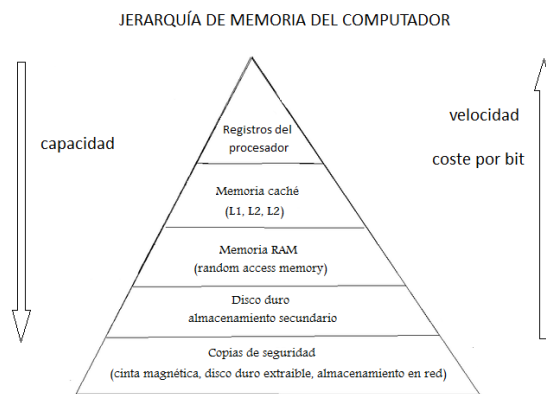 JERARQUÍA DE MEMORIA DEL COMPUTADOR
capacidad
velocidad
coste por bit
Registros del
procesador
Memoria caché
(L1, L2, L2)
Memoria RAM
(random access memory)
Disco duro
almacenamiento secundario
Copias de seguridad
(cinta magnética, disco duro extraible, almacenamiento en red)